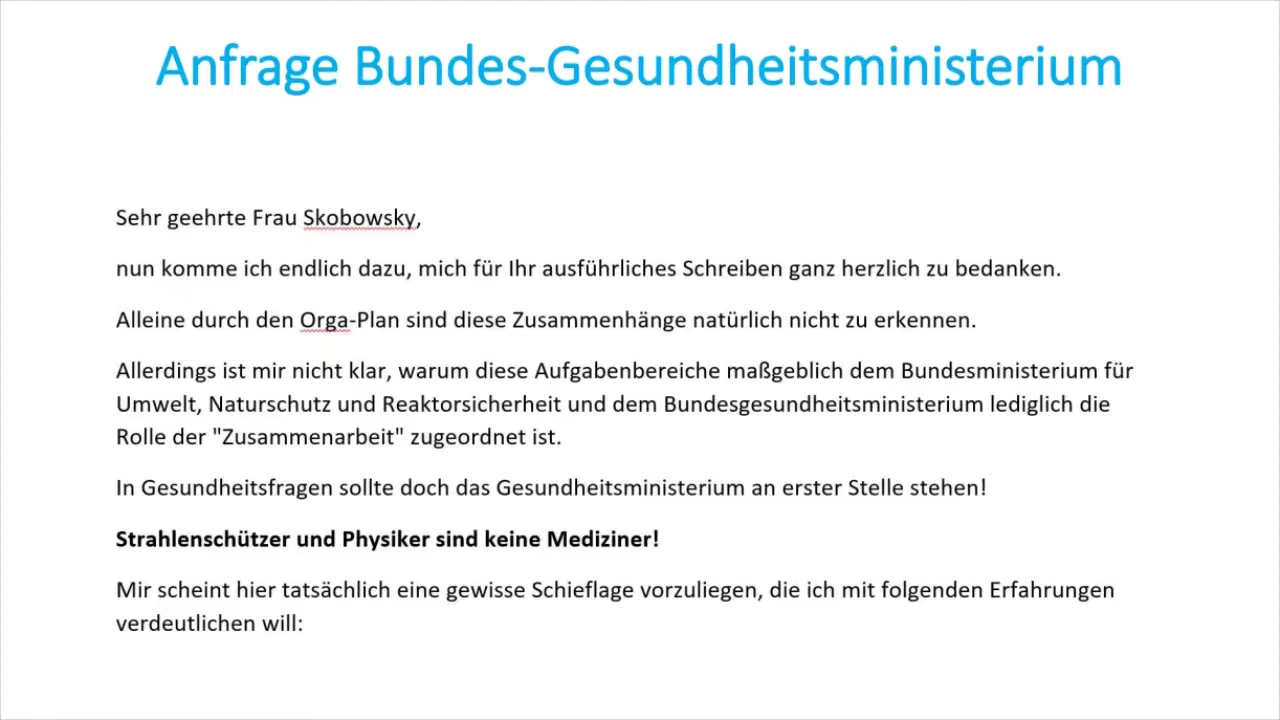 Anfrage Bundes-Gesundheitsministerium
Sehr geehrte Frau Skobowsky,
nun komme ich endlich dazu, mich für Ihr ausführliches Schreiben ganz herzlich zu bedanken.
Alleine durch den Orga-Plan sind diese Zusammenhänge natürlich nicht zu erkennen.
Allerdings ist mir nicht klar, warum diese Aufgabenbereiche maßgeblich dem Bundesministerium für
Umwelt, Naturschutz und Reaktorsicherheit und dem Bundesgesundheitsministerium lediglich die
Rolle der "Zusammenarbeit" zugeordnet ist.
In Gesundheitsfragen sollte doch das Gesundheitsministerium an erster Stelle stehen!
Strahlenschützer und Physiker sind keine Mediziner!
Mir scheint hier tatsächlich eine gewisse Schieflage vorzuliegen, die ich mit folgenden Erfahrungen
verdeutlichen will: